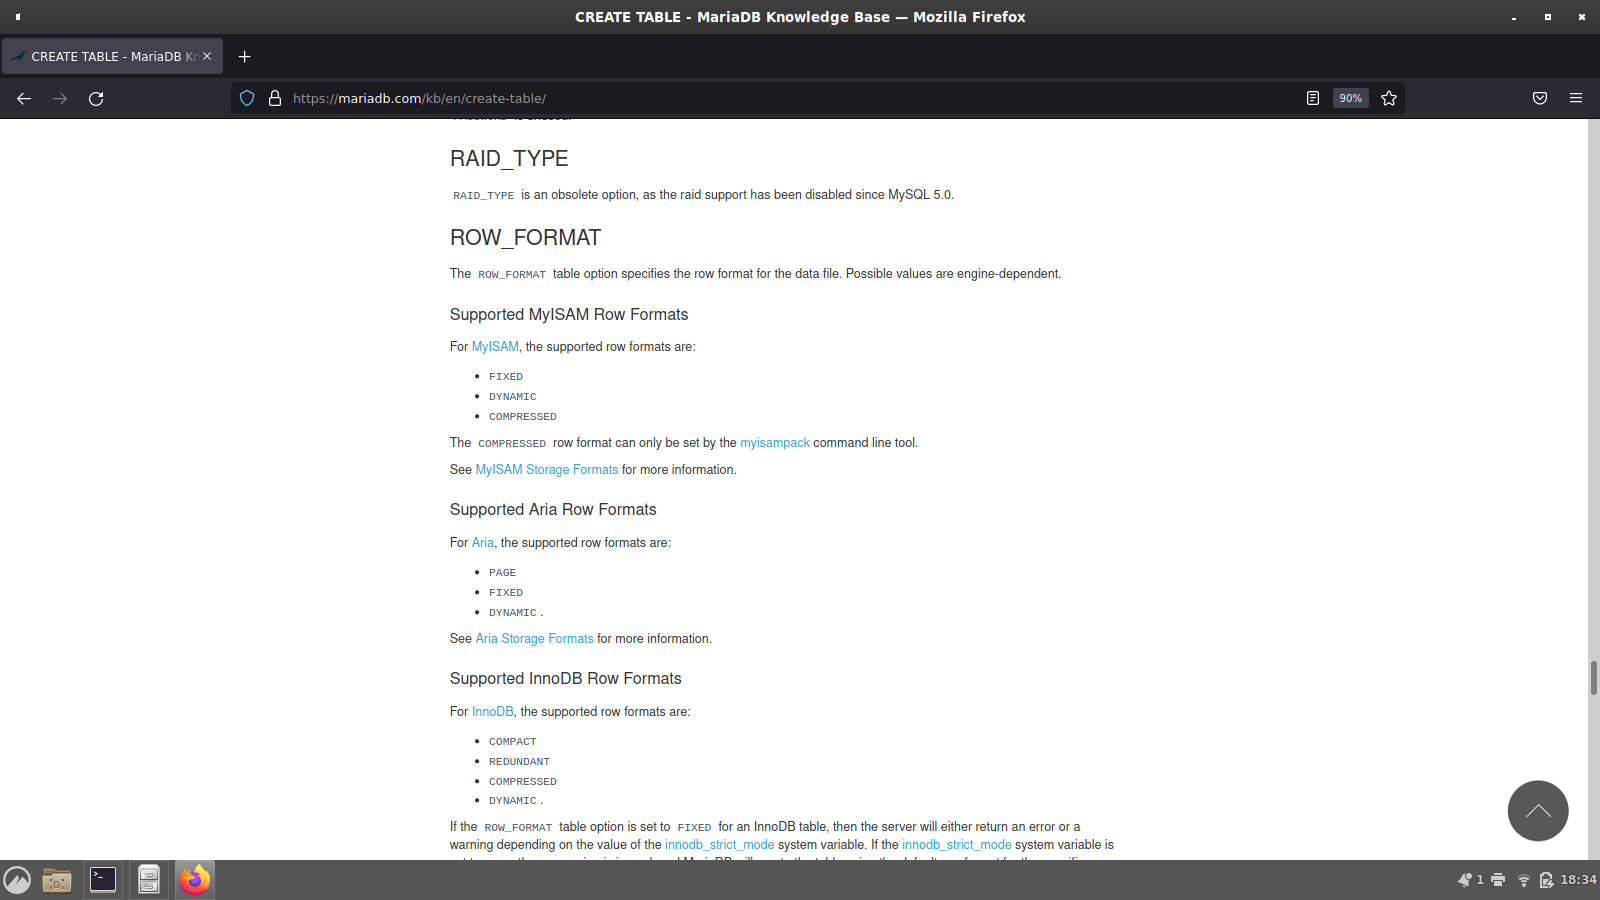 CREATE TABLE - MariaDB Knowledge Base — Mozilla Firefox
CREATE TABLE - MariaDB Kn
https://mariadb.com/kb/en/create-table/
90%
RAID_TYPE
RAID_TYPE is an obsolete option, as the raid support has been disabled since MySQL 5.0.
ROW_FORMAT
The ROW_FORMAT table option specifies the row format for the data file. Possible values are engine-dependent.
Supported MyISAM Row Formats
For MyISAM, the supported row formats are:
• FIXED
• DYNAMIC
• COMPRESSED
The COMPRESSED row format can only be set by the myisampack command line tool.
See MyISAM Storage Formats for more information.
Supported Aria Row Formats
For Aria, the supported row formats are:
• PAGE
• FIXED
• DYNAMIC.
See Aria Storage Formats for more information.
Supported InnoDB Row Formats
For InnoDB, the supported row formats are:
• COMPACT
• REDUNDANT
• COMPRESSED
• DYNAMIC.
If the ROW_FORMAT table option is set to FIXED for an InnoDB table, then the server will either return an error or a
warning depending on the value of the innodb_strict_mode system variable. If the innodb_strict_mode system variable is
1
18:34